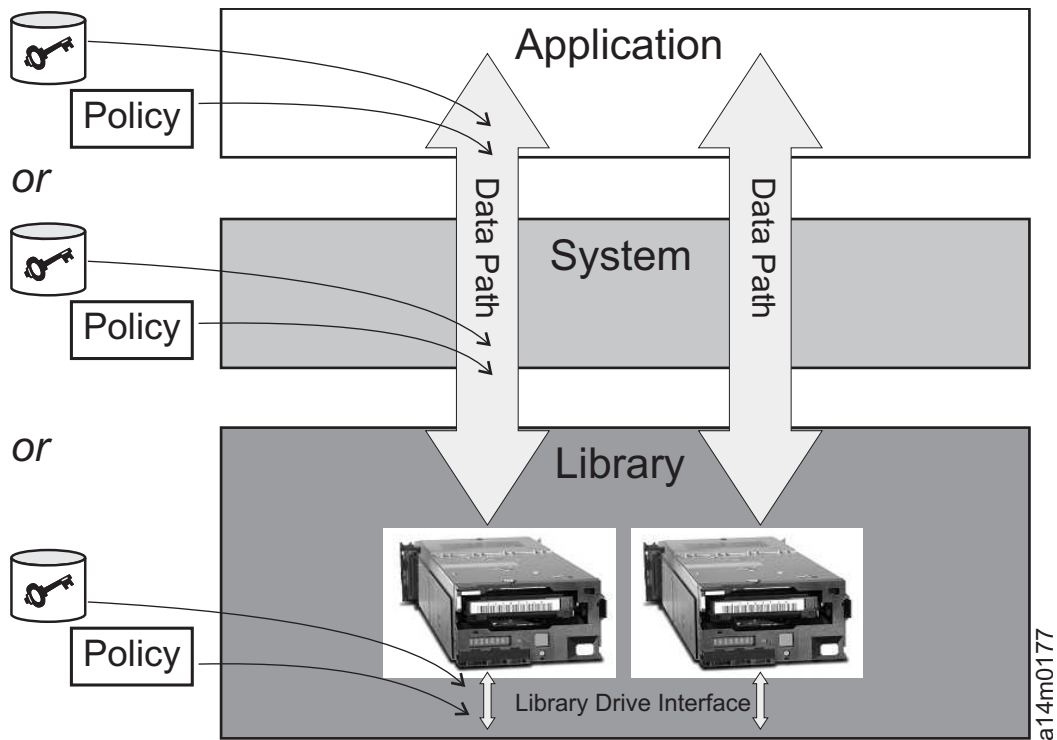 Application
Policy
or
Data Path
Data Path
System
Policy
or
Library
Policy
Library Drive Interface
a14m0177